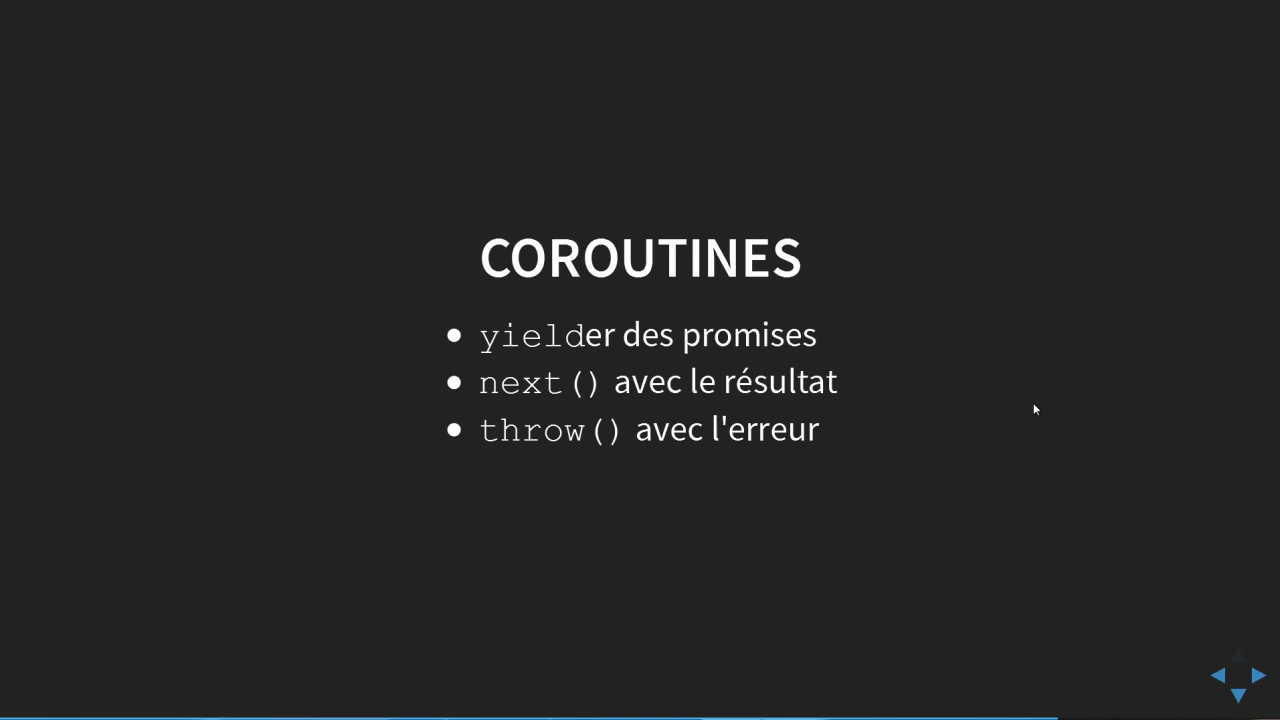 COROUTINES
yielder des promises
next() avec le résultat
throw() avec l'erreur